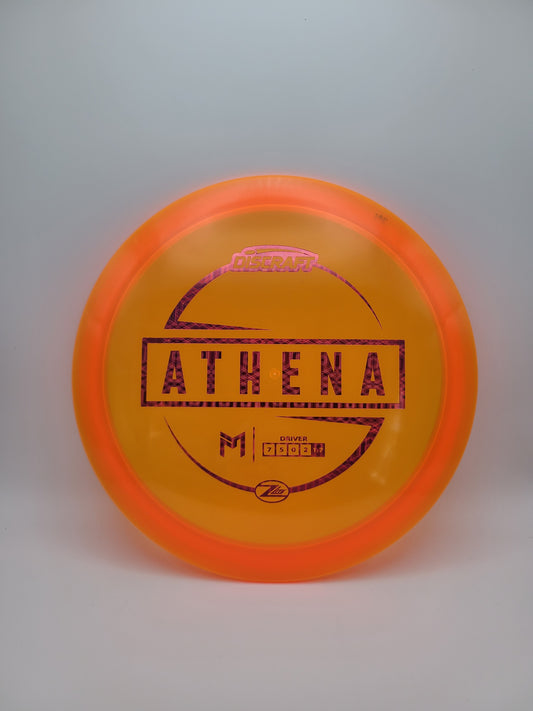 DISCRAFT
ATHENA
DRIVER
7 5 0 2
Z